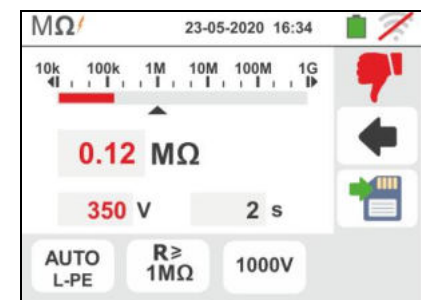 MΩ 23-05-2020 16:34
10k 100k 1M 10M 100M 1G
0.12 MΩ
350 V 2 s
AUTO L-PE
R≥ 1MΩ
1000V